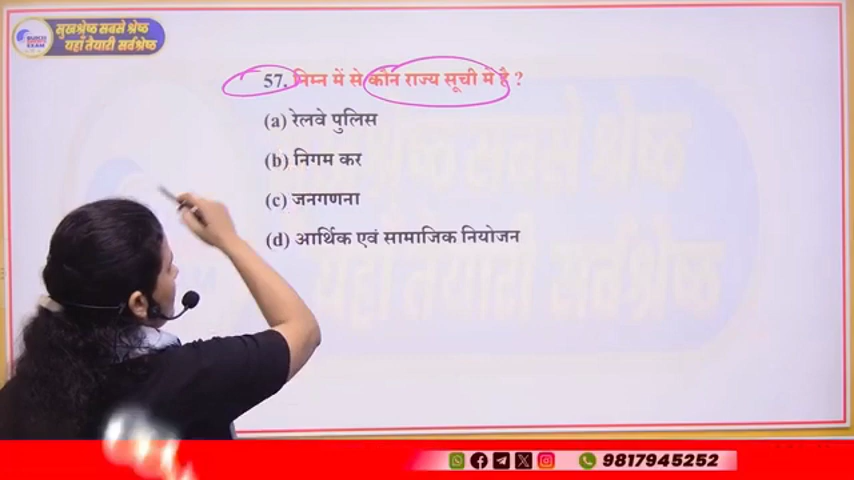 मुखश्रेष्ठ सबसे श्रेष्ठ
यहाँ तैयारी सर्वश्रेष्ठ
57. निम्न में से कौन राज्य सूची में है ?
(a) रेलवे पुलिस
(b) निगम कर
(c) जनगणना
(d) आर्थिक एवं सामाजिक नियोजन
9817945252